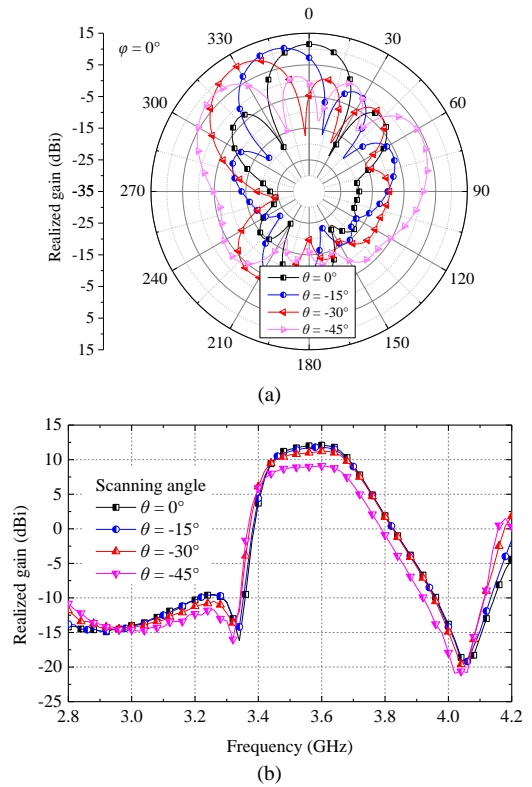 φ = 0°
Realized gain (dBi)
15
5
-5
-15
-25
-35
-25
-15
-5
5
15
0
30
60
90
120
150
180
210
240
270
300
330
θ = 0°
θ = -15°
θ = -30°
θ = -45°
(a)
Realized gain (dBi)
15
10
5
0
-5
-10
-15
-20
-25
Scanning angle
θ = 0°
θ = -15°
θ = -30°
θ = -45°
2.8 3.0 3.2 3.4 3.6 3.8 4.0 4.2
Frequency (GHz)
(b)